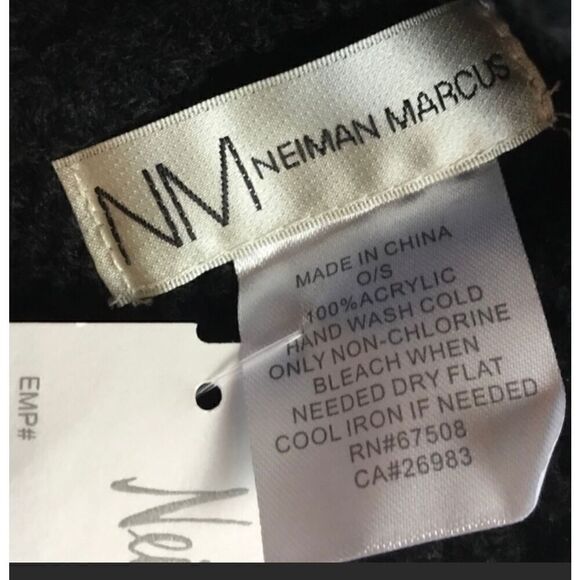 NM NEIMAN MARCUS
MADE IN CHINA
O/S
100%ACRYLIC
HAND WASH COLD
ONLY NON-CHLORINE
BLEACH WHEN
NEEDED DRY FLAT
COOL IRON IF NEEDED
RN#67508
CA#26983
EMP#
Nei